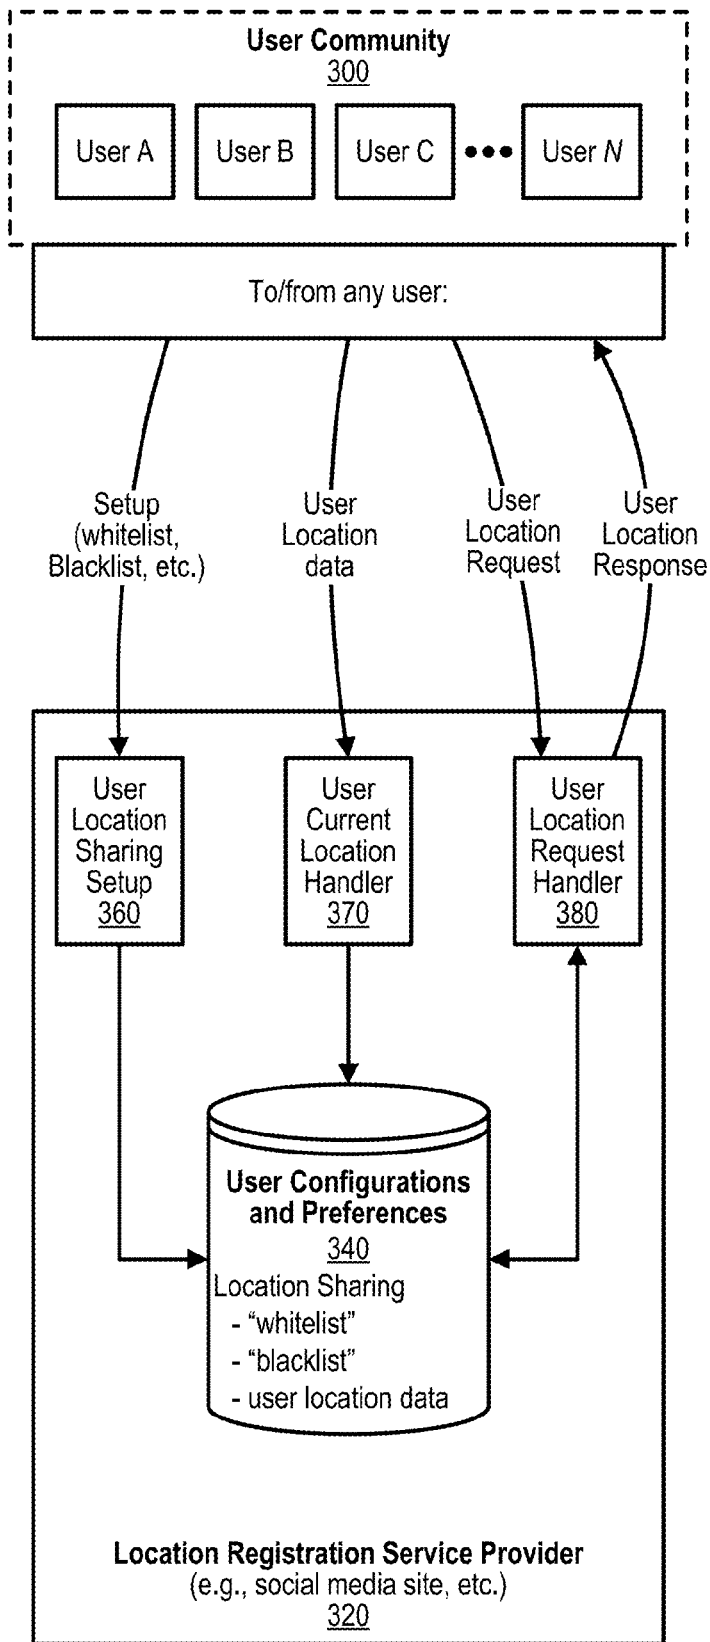 User Community
300
User A
User B
User C
User N
To/from any user:
Setup
(whitelist,
Blacklist, etc.)
User
Location
data
User
Location
Request
User
Location
Response
User
Location
Sharing
Setup
360
User
Current
Location
Handler
370
User
Location
Request
Handler
380
User Configurations
and Preferences
340
Location Sharing
- “whitelist”
- “blacklist”
- user location data
Location Registration Service Provider
(e.g., social media site, etc.)
320